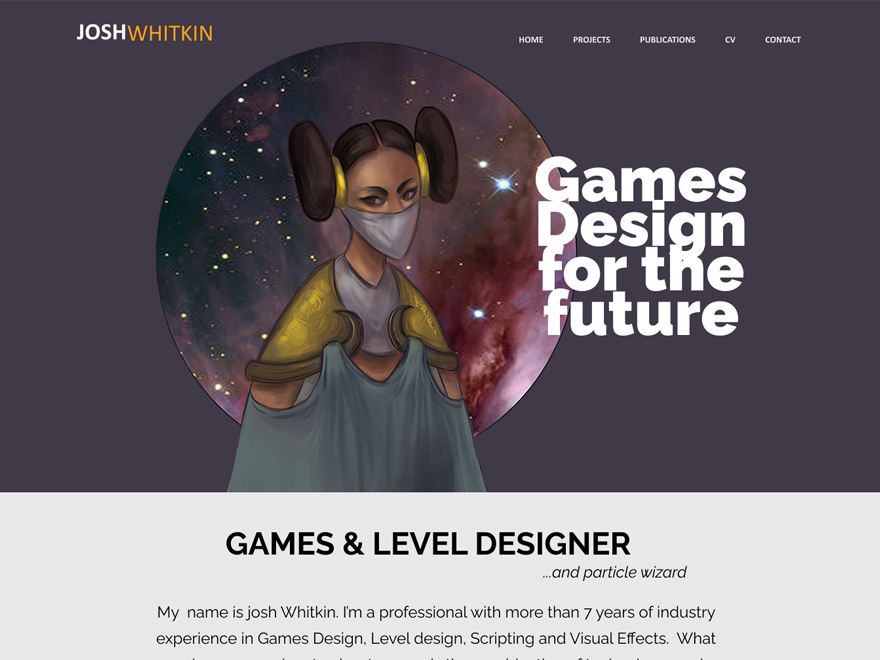 JOSHWHITKIN
HOME PROJECTS PUBLICATIONS CV CONTACT
Games
Design
for the
future
GAMES & LEVEL DESIGNER
...and particle wizard
My name is josh Whitkin. I'm a professional with more than 7 years of industry
experience in Games Design, Level design, Scripting and Visual Effects. What